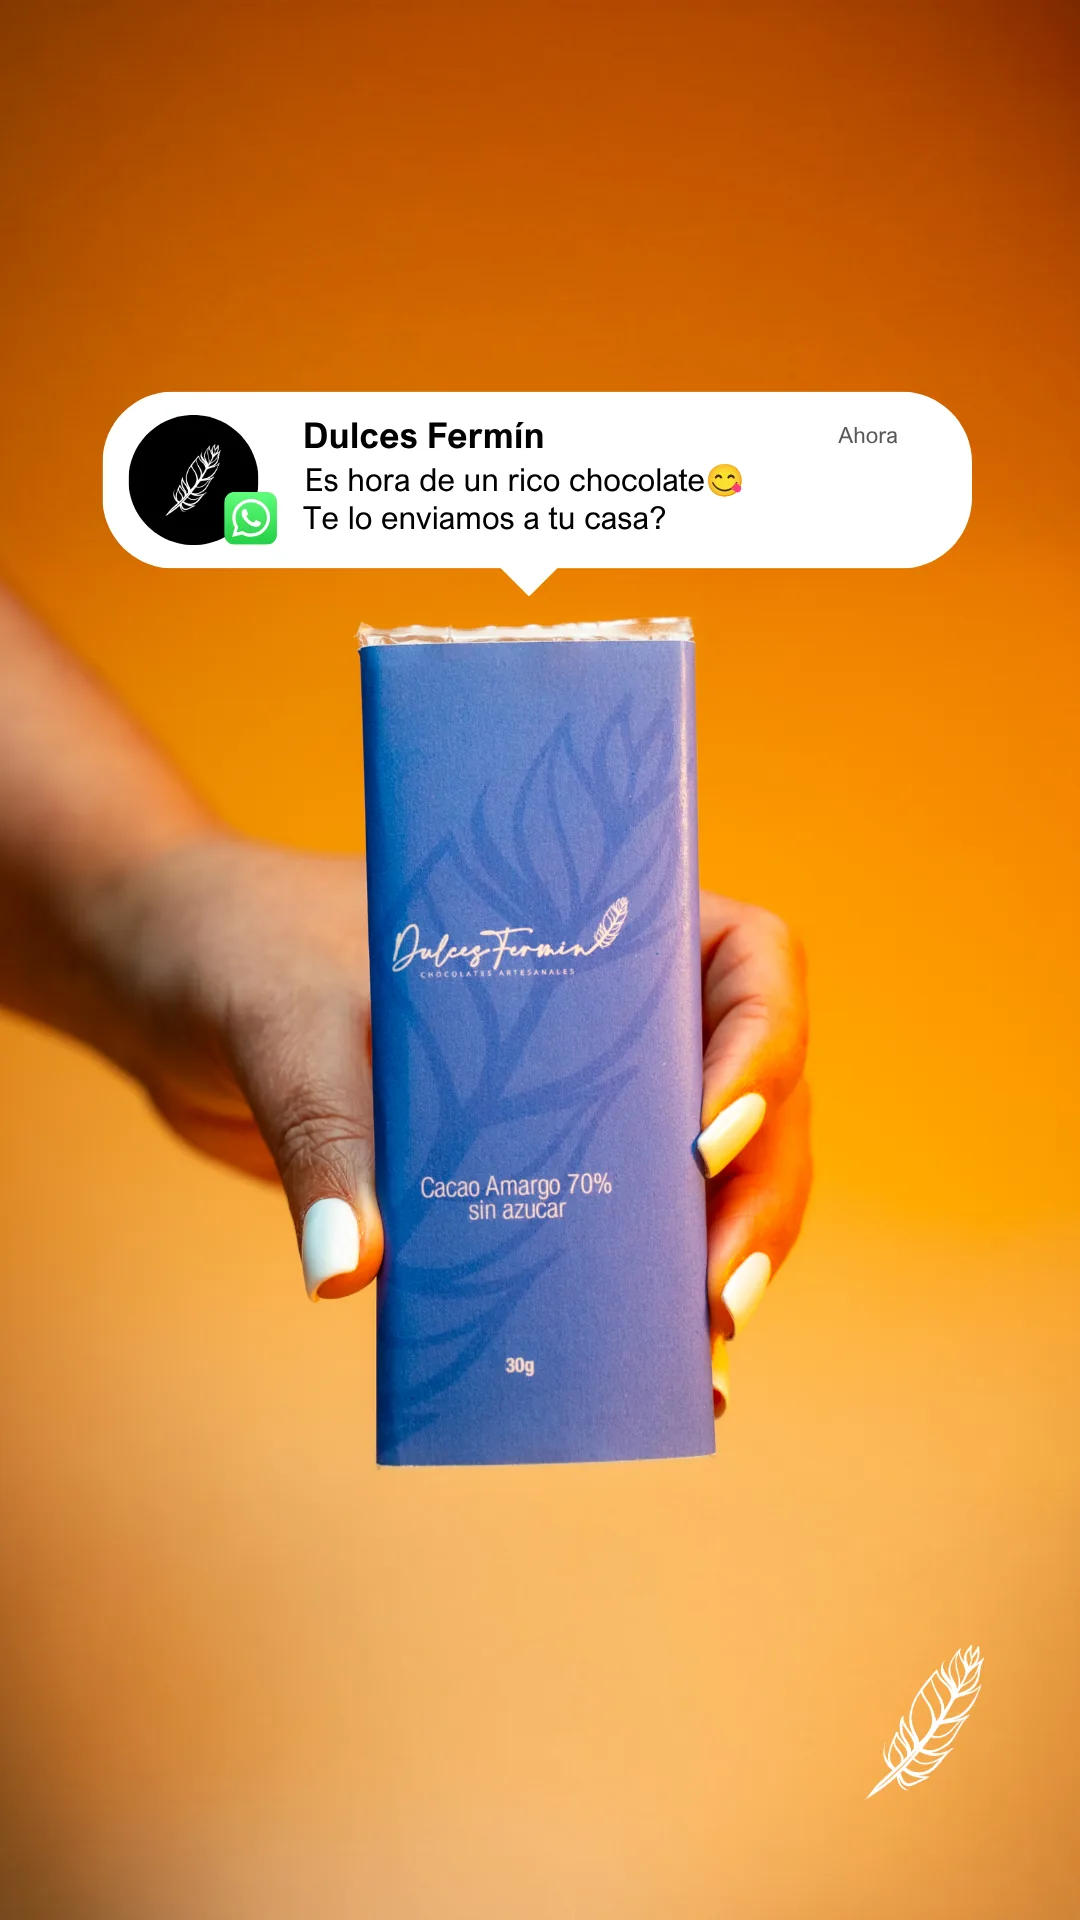 Dulces Fermín
Ahora
Es hora de un rico chocolate😋
Te lo enviamos a tu casa?
Dulces Fermin
CHOCOLATES ARTESANALES
Cacao Amargo 70%
sin azucar
30g